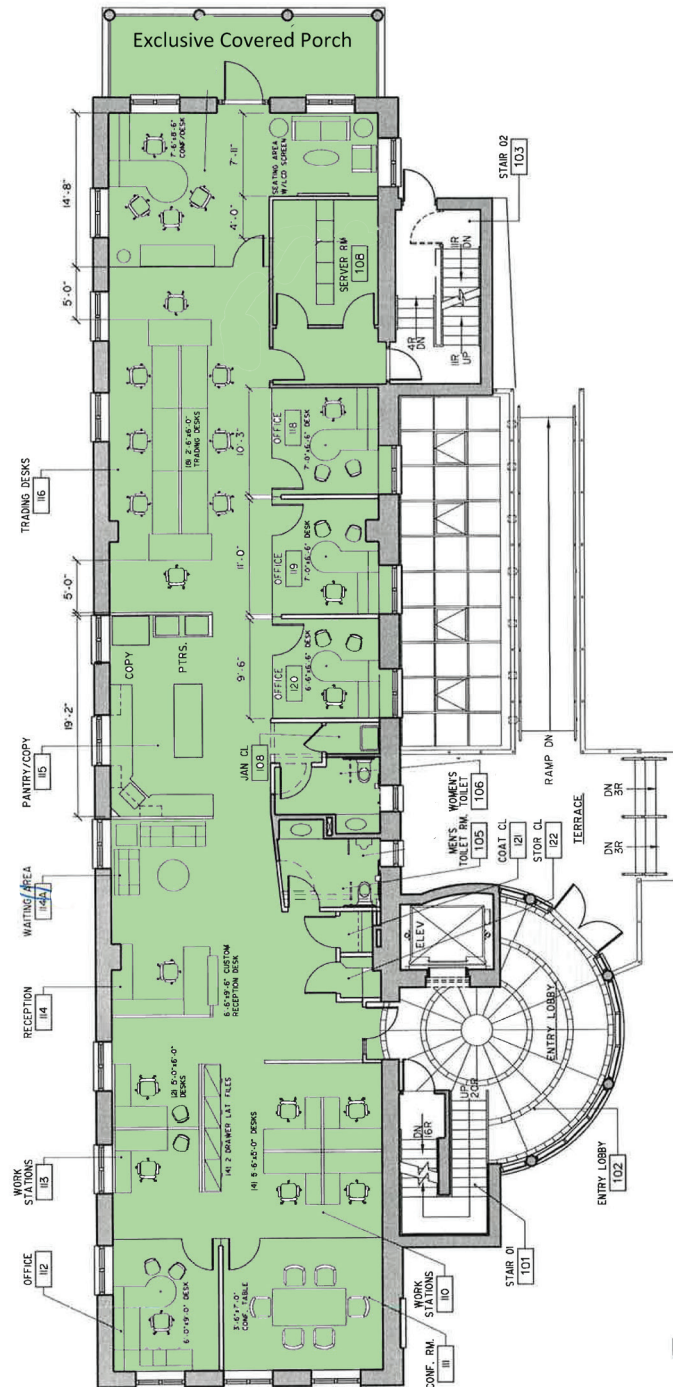 Exclusive Covered Porch
7'-6"x8'-6"
CONF/DESK
7'-11"
SEATING AREA
W/LCD SCREEN
14'-8"
4'-0"
STAIR 02
103
SERVER RM
108
11R
DN
4R
DN
11R
UP
5'-0"
TRADING DESKS
116
(8) 2'-6"x6'-0"
TRADING DESKS
10'-3"
OFFICE
118
7'-0"x6'-6" DESK
11'-0"
OFFICE
119
7'-0"x6'-6" DESK
5'-0"
9'-6"
OFFICE
120
6'-6"x6'-6" DESK
COPY
PTRS.
19'-2"
PANTRY/COPY
115
JAN CL
108
RAMP DN
WOMEN'S
TOILET
106
MEN'S
TOILET RM.
105
COAT CL
121
STOR CL
122
TERRACE
DN
3R
DN
3R
WAITING AREA
114A
ELEV
RECEPTION
114
6'-6"x9'-6" CUSTOM
RECEPTION DESK
ENTRY LOBBY
ENTRY LOBBY
102
WORK
STATIONS
113
(2) 5'-0"x6'-0"
DESKS
(4) 2 DRAWER LAT FILES
(4) 5'-6"x5'-0" DESKS
UP
20R
DN
16R
STAIR 01
101
OFFICE
112
6'-0"x9'-0" DESK
3'-6"x7'-0"
CONF. TABLE
WORK
STATIONS
110
CONF. RM.
111